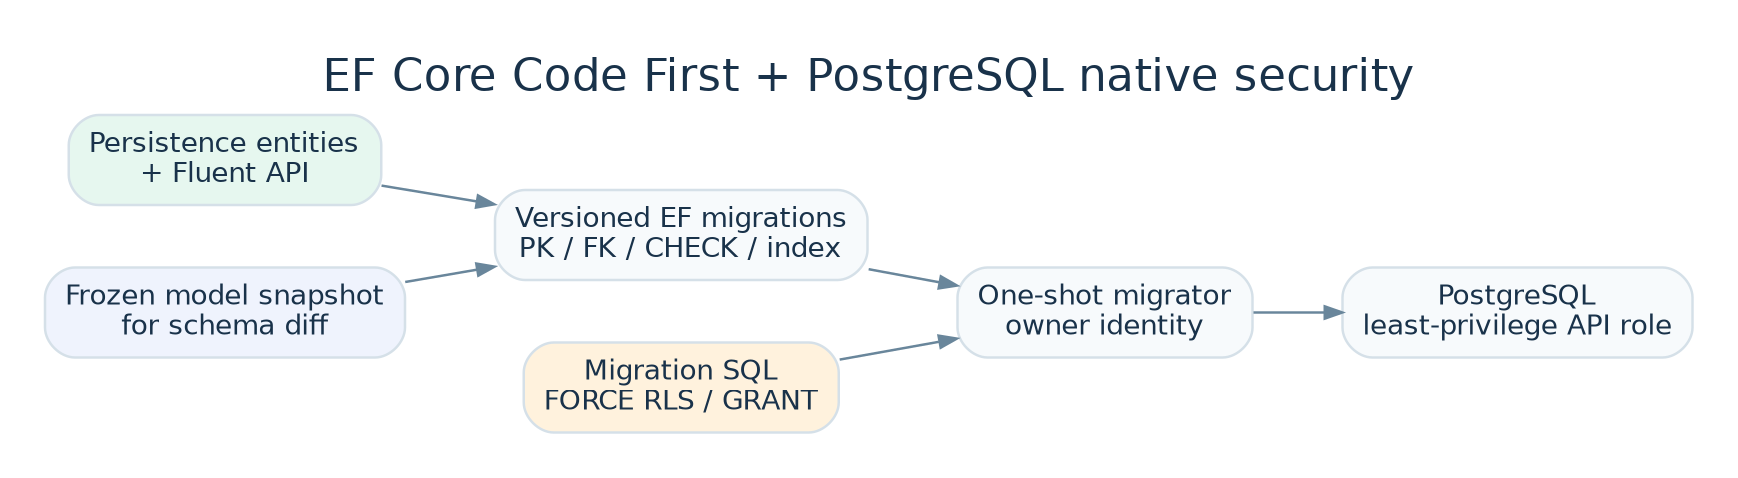 EF Core Code First + PostgreSQL native security
Persistence entities
+ Fluent API
Versioned EF migrations
PK / FK / CHECK / index
Frozen model snapshot
for schema diff
One-shot migrator
owner identity
PostgreSQL
least-privilege API role
Migration SQL
FORCE RLS / GRANT